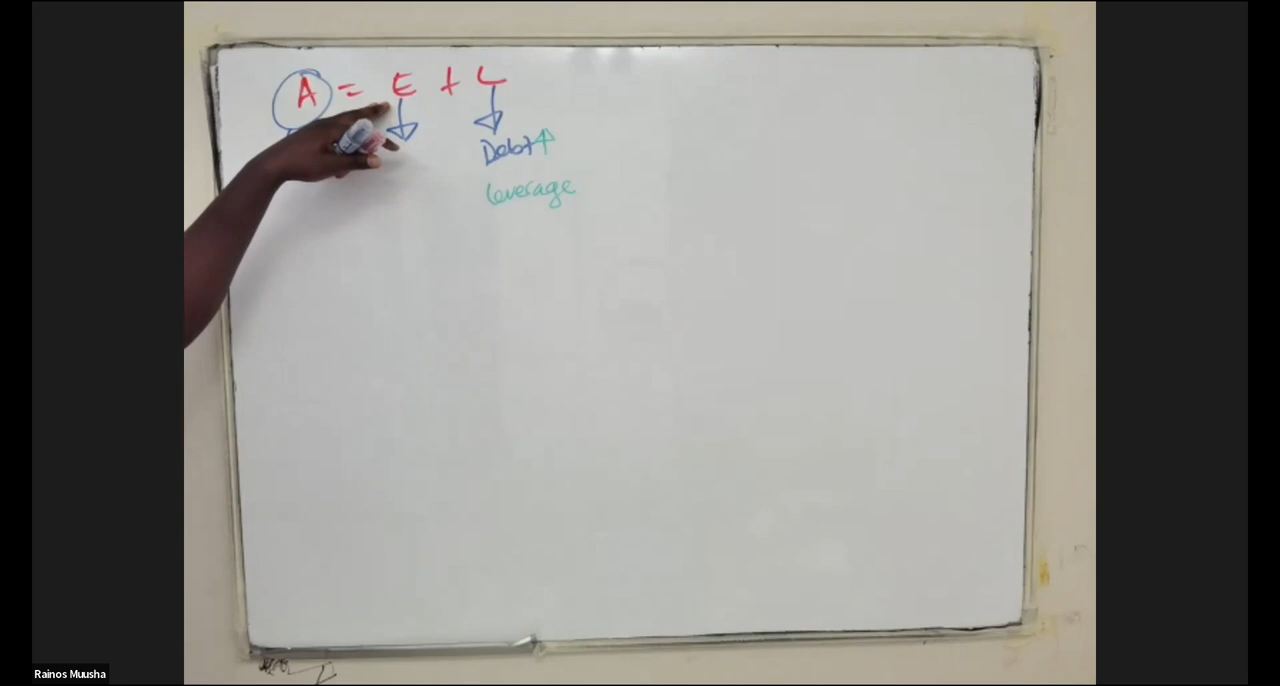 A = E + L
Debt↑
Leverage
Rainos Muusha